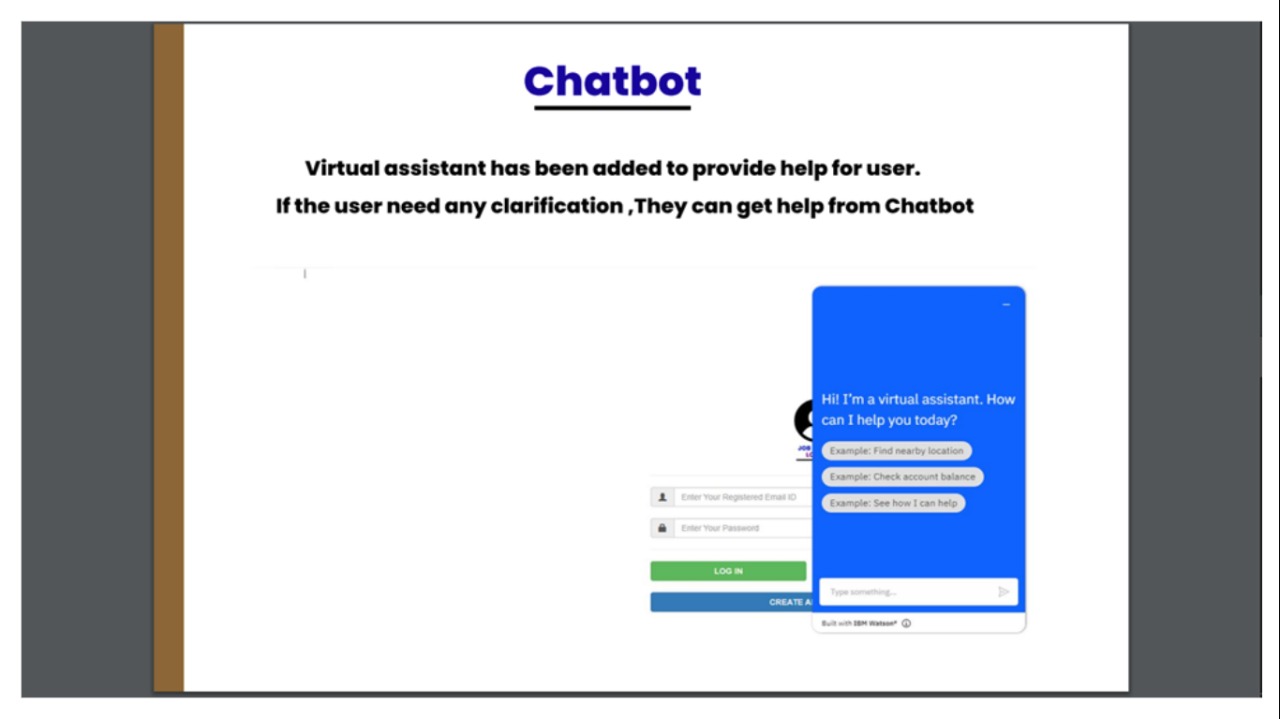 Chatbot
Virtual assistant has been added to provide help for user.
If the user need any clarification ,They can get help from Chatbot
Hi! I'm a virtual assistant. How
can I help you today?
JOB
Example: Find nearby location
Example: Check account balance
Enter Your Registered Email ID
Example: See how I can help
Enter Your Password
LOG IN
Type something...
CREATE
Built with IBM Watson®